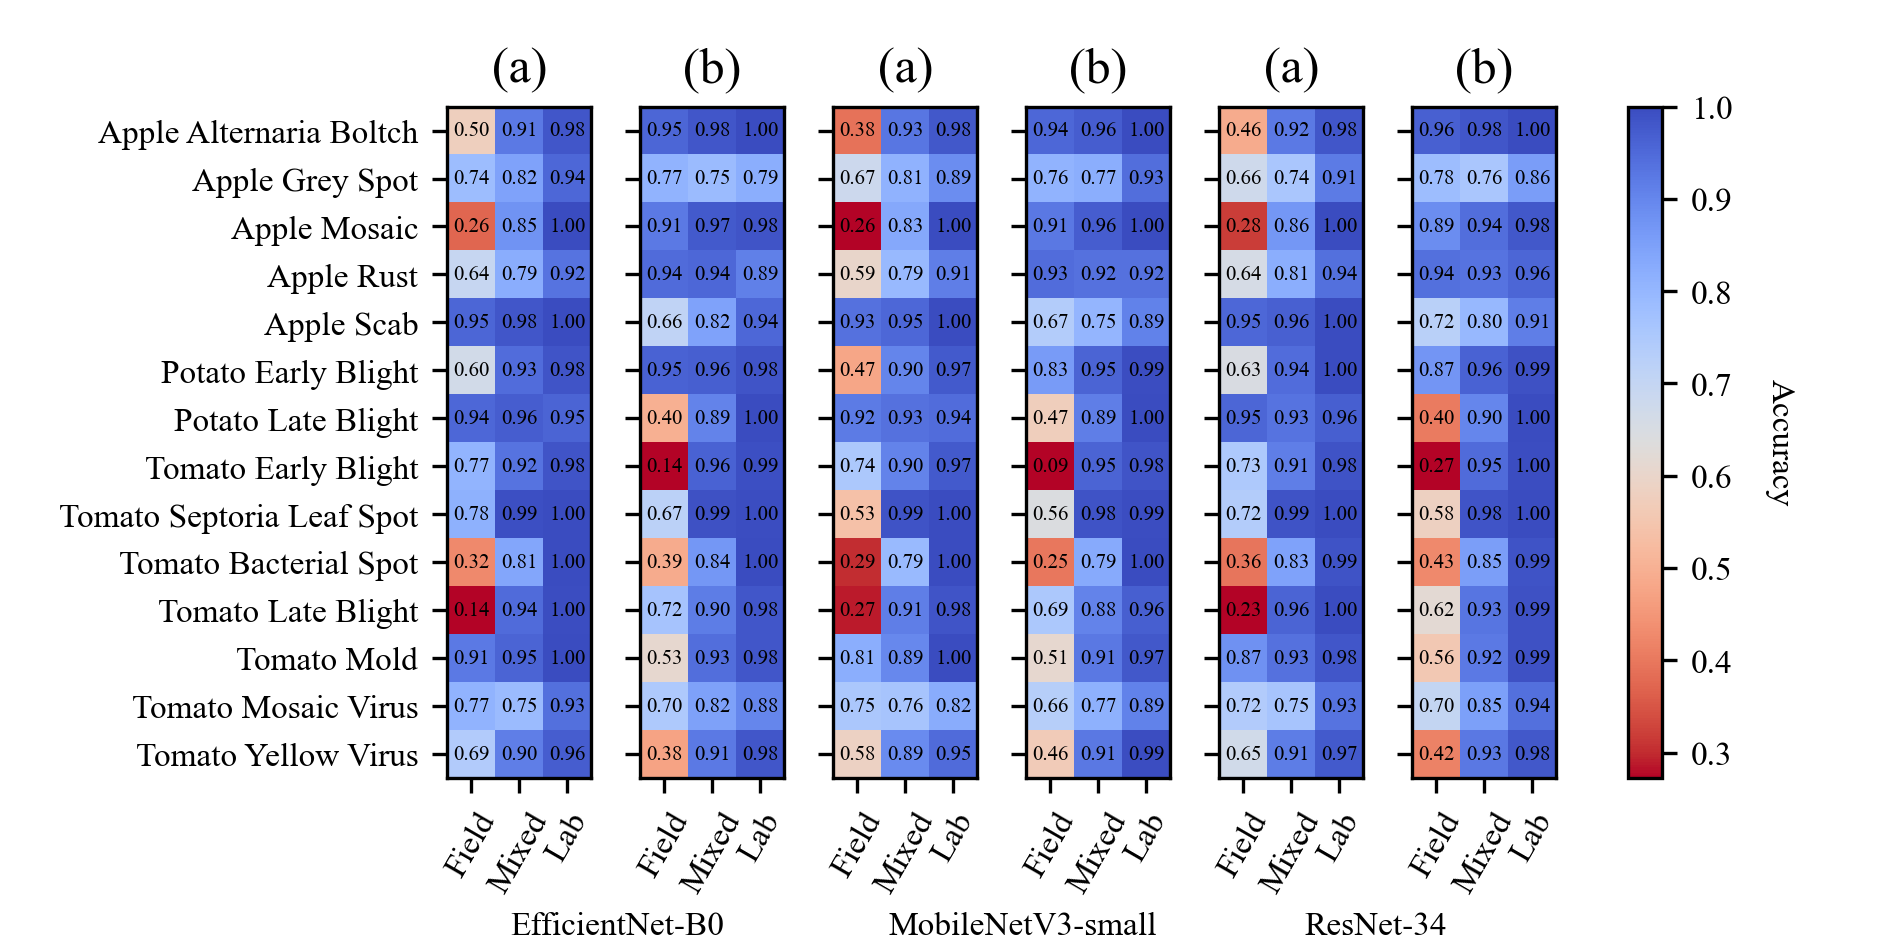 (a) (b) (a) (b) (a) (b)
Apple Alternaria Boltch 0.50 0.91 0.98 0.95 0.98 1.00 0.38 0.93 0.98 0.94 0.96 1.00 0.46 0.92 0.98 0.96 0.98 1.00
Apple Grey Spot 0.74 0.82 0.94 0.77 0.75 0.79 0.67 0.81 0.89 0.76 0.77 0.93 0.66 0.74 0.91 0.78 0.76 0.86
Apple Mosaic 0.26 0.85 1.00 0.91 0.97 0.98 0.26 0.83 1.00 0.91 0.96 1.00 0.28 0.86 1.00 0.89 0.94 0.98
Apple Rust 0.64 0.79 0.92 0.94 0.94 0.89 0.59 0.79 0.91 0.93 0.92 0.92 0.64 0.81 0.94 0.94 0.93 0.96
Apple Scab 0.95 0.98 1.00 0.66 0.82 0.94 0.93 0.95 1.00 0.67 0.75 0.89 0.95 0.96 1.00 0.72 0.80 0.91
Potato Early Blight 0.60 0.93 0.98 0.95 0.96 0.98 0.47 0.90 0.97 0.83 0.95 0.99 0.63 0.94 1.00 0.87 0.96 0.99
Potato Late Blight 0.94 0.96 0.95 0.40 0.89 1.00 0.92 0.93 0.94 0.47 0.89 1.00 0.95 0.93 0.96 0.40 0.90 1.00
Tomato Early Blight 0.77 0.92 0.98 0.14 0.96 0.99 0.74 0.90 0.97 0.09 0.95 0.98 0.73 0.91 0.98 0.27 0.95 1.00
Tomato Septoria Leaf Spot 0.78 0.99 1.00 0.67 0.99 1.00 0.53 0.99 1.00 0.56 0.98 0.99 0.72 0.99 1.00 0.58 0.98 1.00
Tomato Bacterial Spot 0.32 0.81 1.00 0.39 0.84 1.00 0.29 0.79 1.00 0.25 0.79 1.00 0.36 0.83 0.99 0.43 0.85 0.99
Tomato Late Blight 0.14 0.94 1.00 0.72 0.90 0.98 0.27 0.91 0.98 0.69 0.88 0.96 0.23 0.96 1.00 0.62 0.93 0.99
Tomato Mold 0.91 0.95 1.00 0.53 0.93 0.98 0.81 0.89 1.00 0.51 0.91 0.97 0.87 0.93 0.98 0.56 0.92 0.99
Tomato Mosaic Virus 0.77 0.75 0.93 0.70 0.82 0.88 0.75 0.76 0.82 0.66 0.77 0.89 0.72 0.75 0.93 0.70 0.85 0.94
Tomato Yellow Virus 0.69 0.90 0.96 0.38 0.91 0.98 0.58 0.89 0.95 0.46 0.91 0.99 0.65 0.91 0.97 0.42 0.93 0.98
Field Mixed Lab Field Mixed Lab Field Mixed Lab Field Mixed Lab Field Mixed Lab Field Mixed Lab
EfficientNet-B0 MobileNetV3-small ResNet-34
1.0
0.9
0.8
0.7
0.6
0.5
0.4
0.3
Accuracy